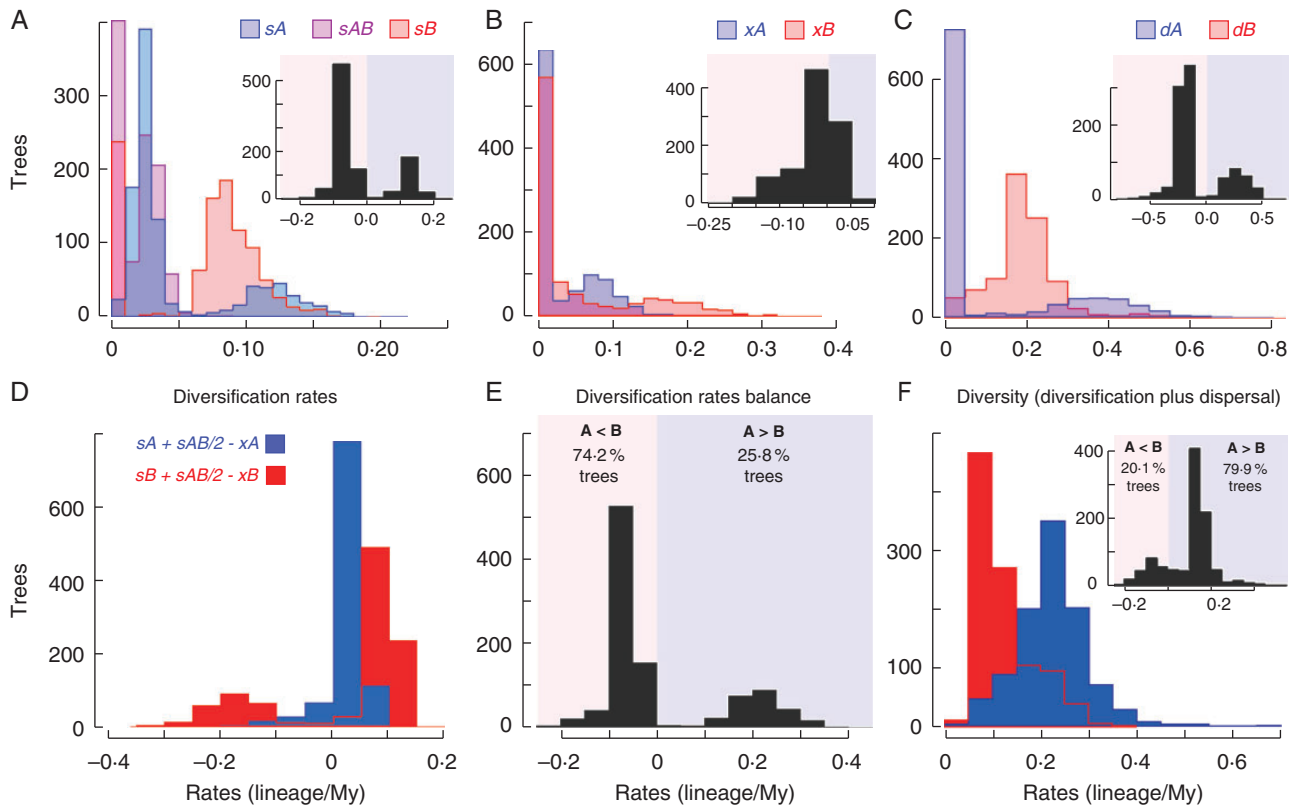 A
sA
sAB
sB
Trees
300
200
100
0
0
0·10
0·20
500
200
0
−0·2
0·0
0·2
B
xA
xB
600
400
200
0
0
0·1
0·2
0·3
0·4
400
200
0
−0·25
−0·10
0·05
C
dA
dB
600
400
200
0
0
0·2
0·4
0·6
0·8
200
0
−0·5
0·0
0·5
D
Diversification rates
sA + sAB/2 - xA
sB + sAB/2 - xB
Trees
600
400
200
0
−0·4
−0·2
0
0·2
Rates (lineage/My)
E
Diversification rates balance
A < B
74·2 %
trees
A > B
25·8 %
trees
600
400
200
0
−0·2
0
0·2
0·4
Rates (lineage/My)
F
Diversity (diversification plus dispersal)
300
100
0
0·0
0·2
0·4
0·6
Rates (lineage/My)
A < B
20·1 %
trees
A > B
79·9 %
trees
400
200
0
−0·2
0·2